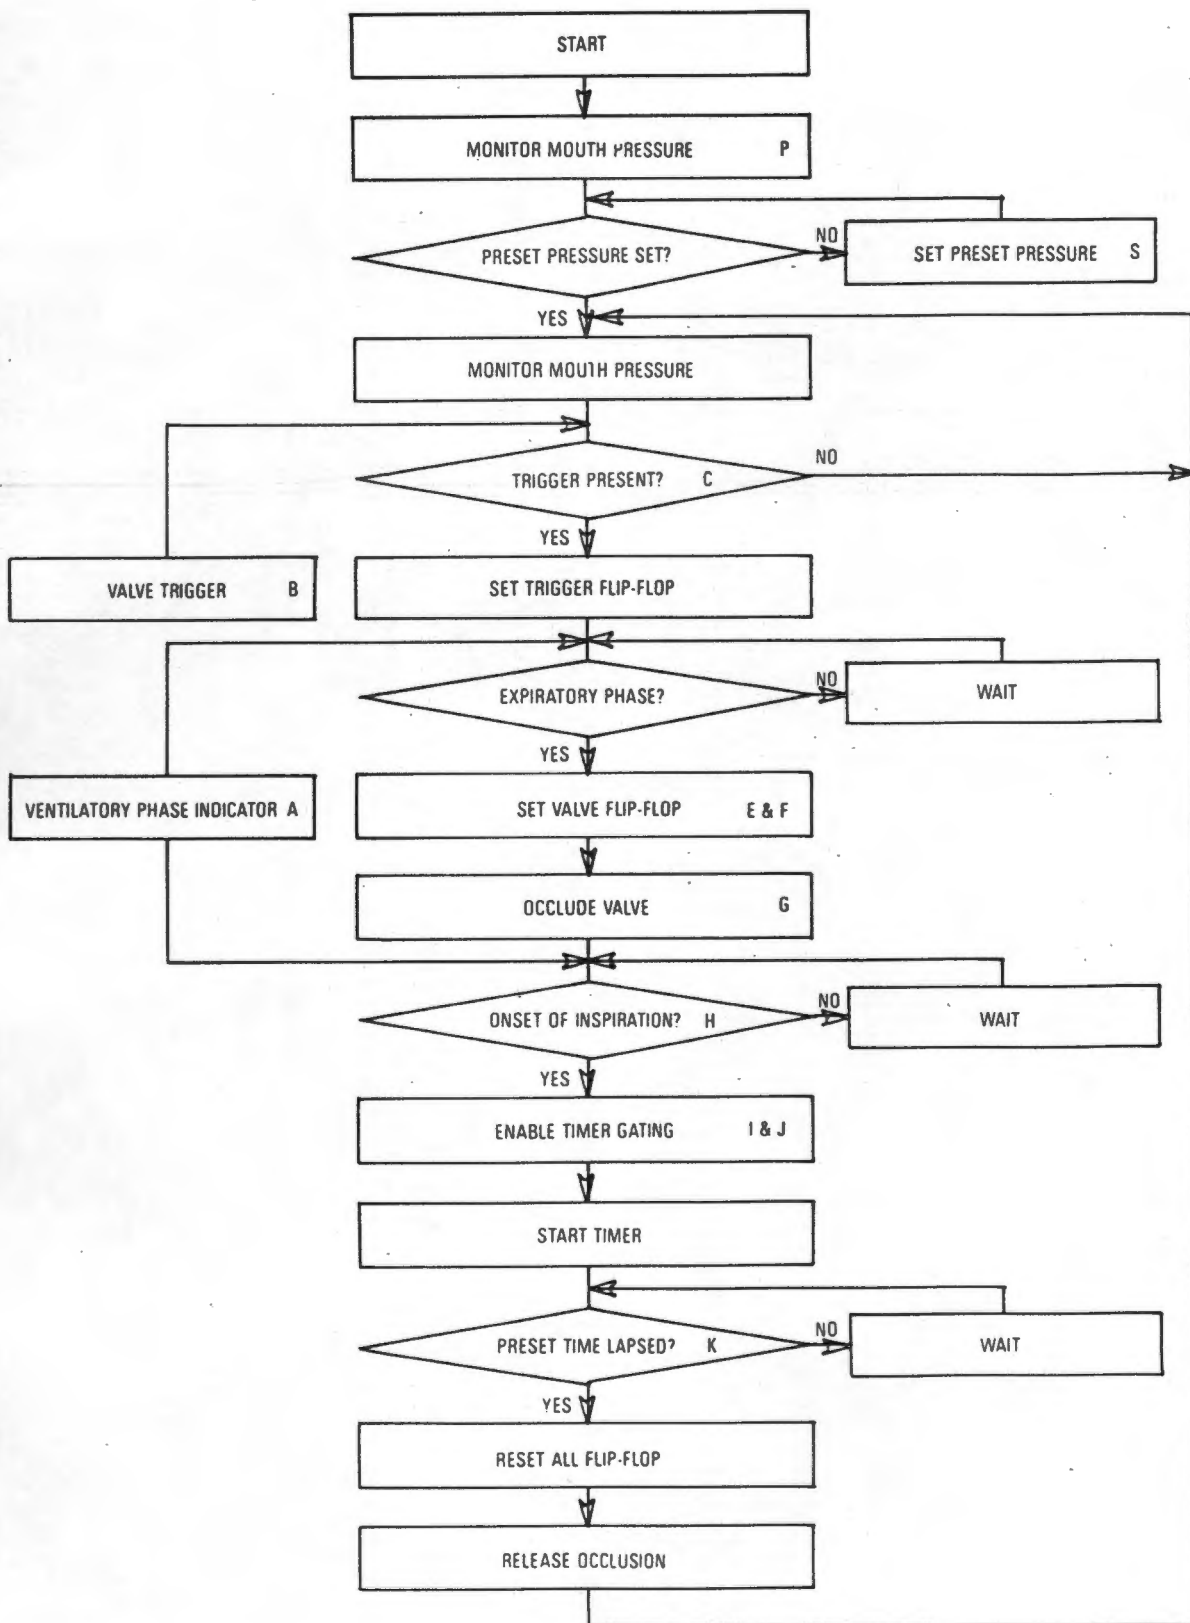 START
MONITOR MOUTH PRESSURE P
PRESET PRESSURE SET?
NO
SET PRESET PRESSURE S
YES
MONITOR MOUTH PRESSURE
TRIGGER PRESENT? C
NO
YES
VALVE TRIGGER B
SET TRIGGER FLIP-FLOP
EXPIRATORY PHASE?
NO
WAIT
YES
VENTILATORY PHASE INDICATOR A
SET VALVE FLIP-FLOP E & F
OCCLUDE VALVE G
ONSET OF INSPIRATION? H
NO
WAIT
YES
ENABLE TIMER GATING I & J
START TIMER
PRESET TIME LAPSED? K
NO
WAIT
YES
RESET ALL FLIP-FLOP
RELEASE OCCLUSION